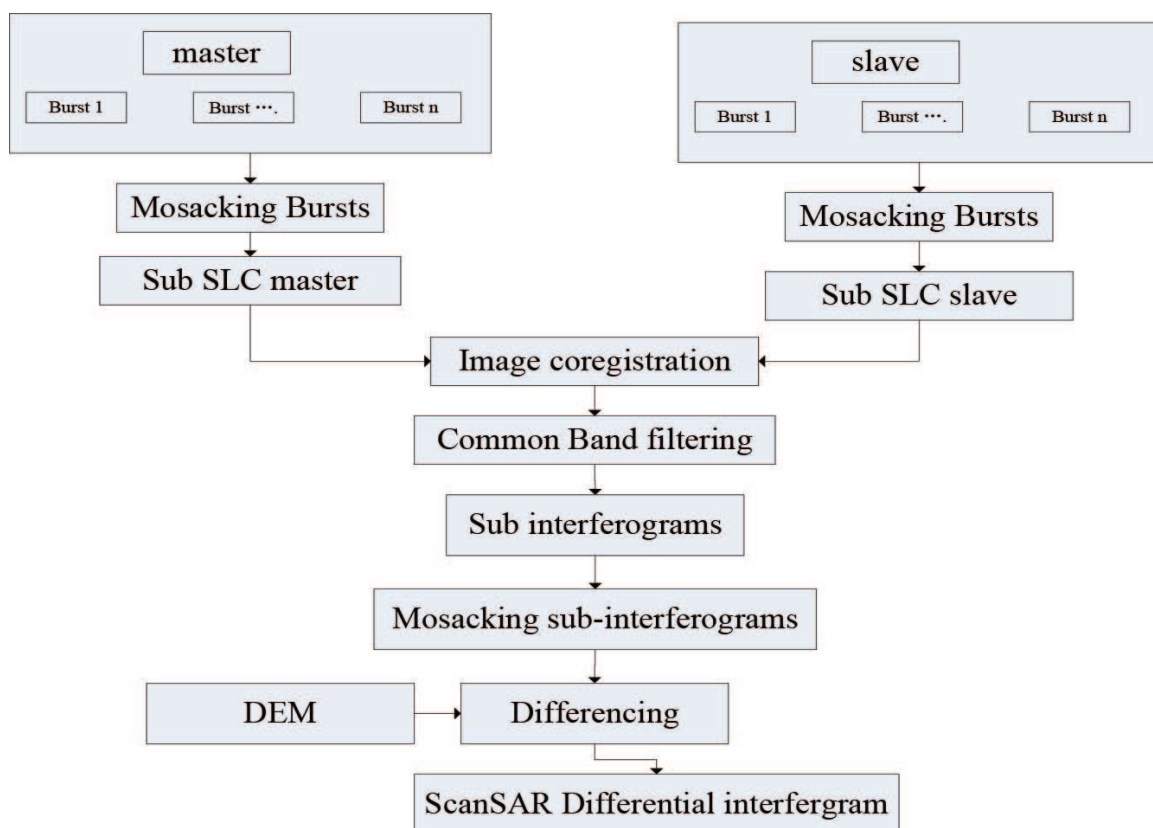 master
Burst 1
Burst ….
Burst n
slave
Burst 1
Burst ….
Burst n
Mosacking Bursts
Mosacking Bursts
Sub SLC master
Sub SLC slave
Image coregistration
Common Band filtering
Sub interferograms
Mosacking sub-interferograms
DEM
Differencing
ScanSAR Differential interfergram